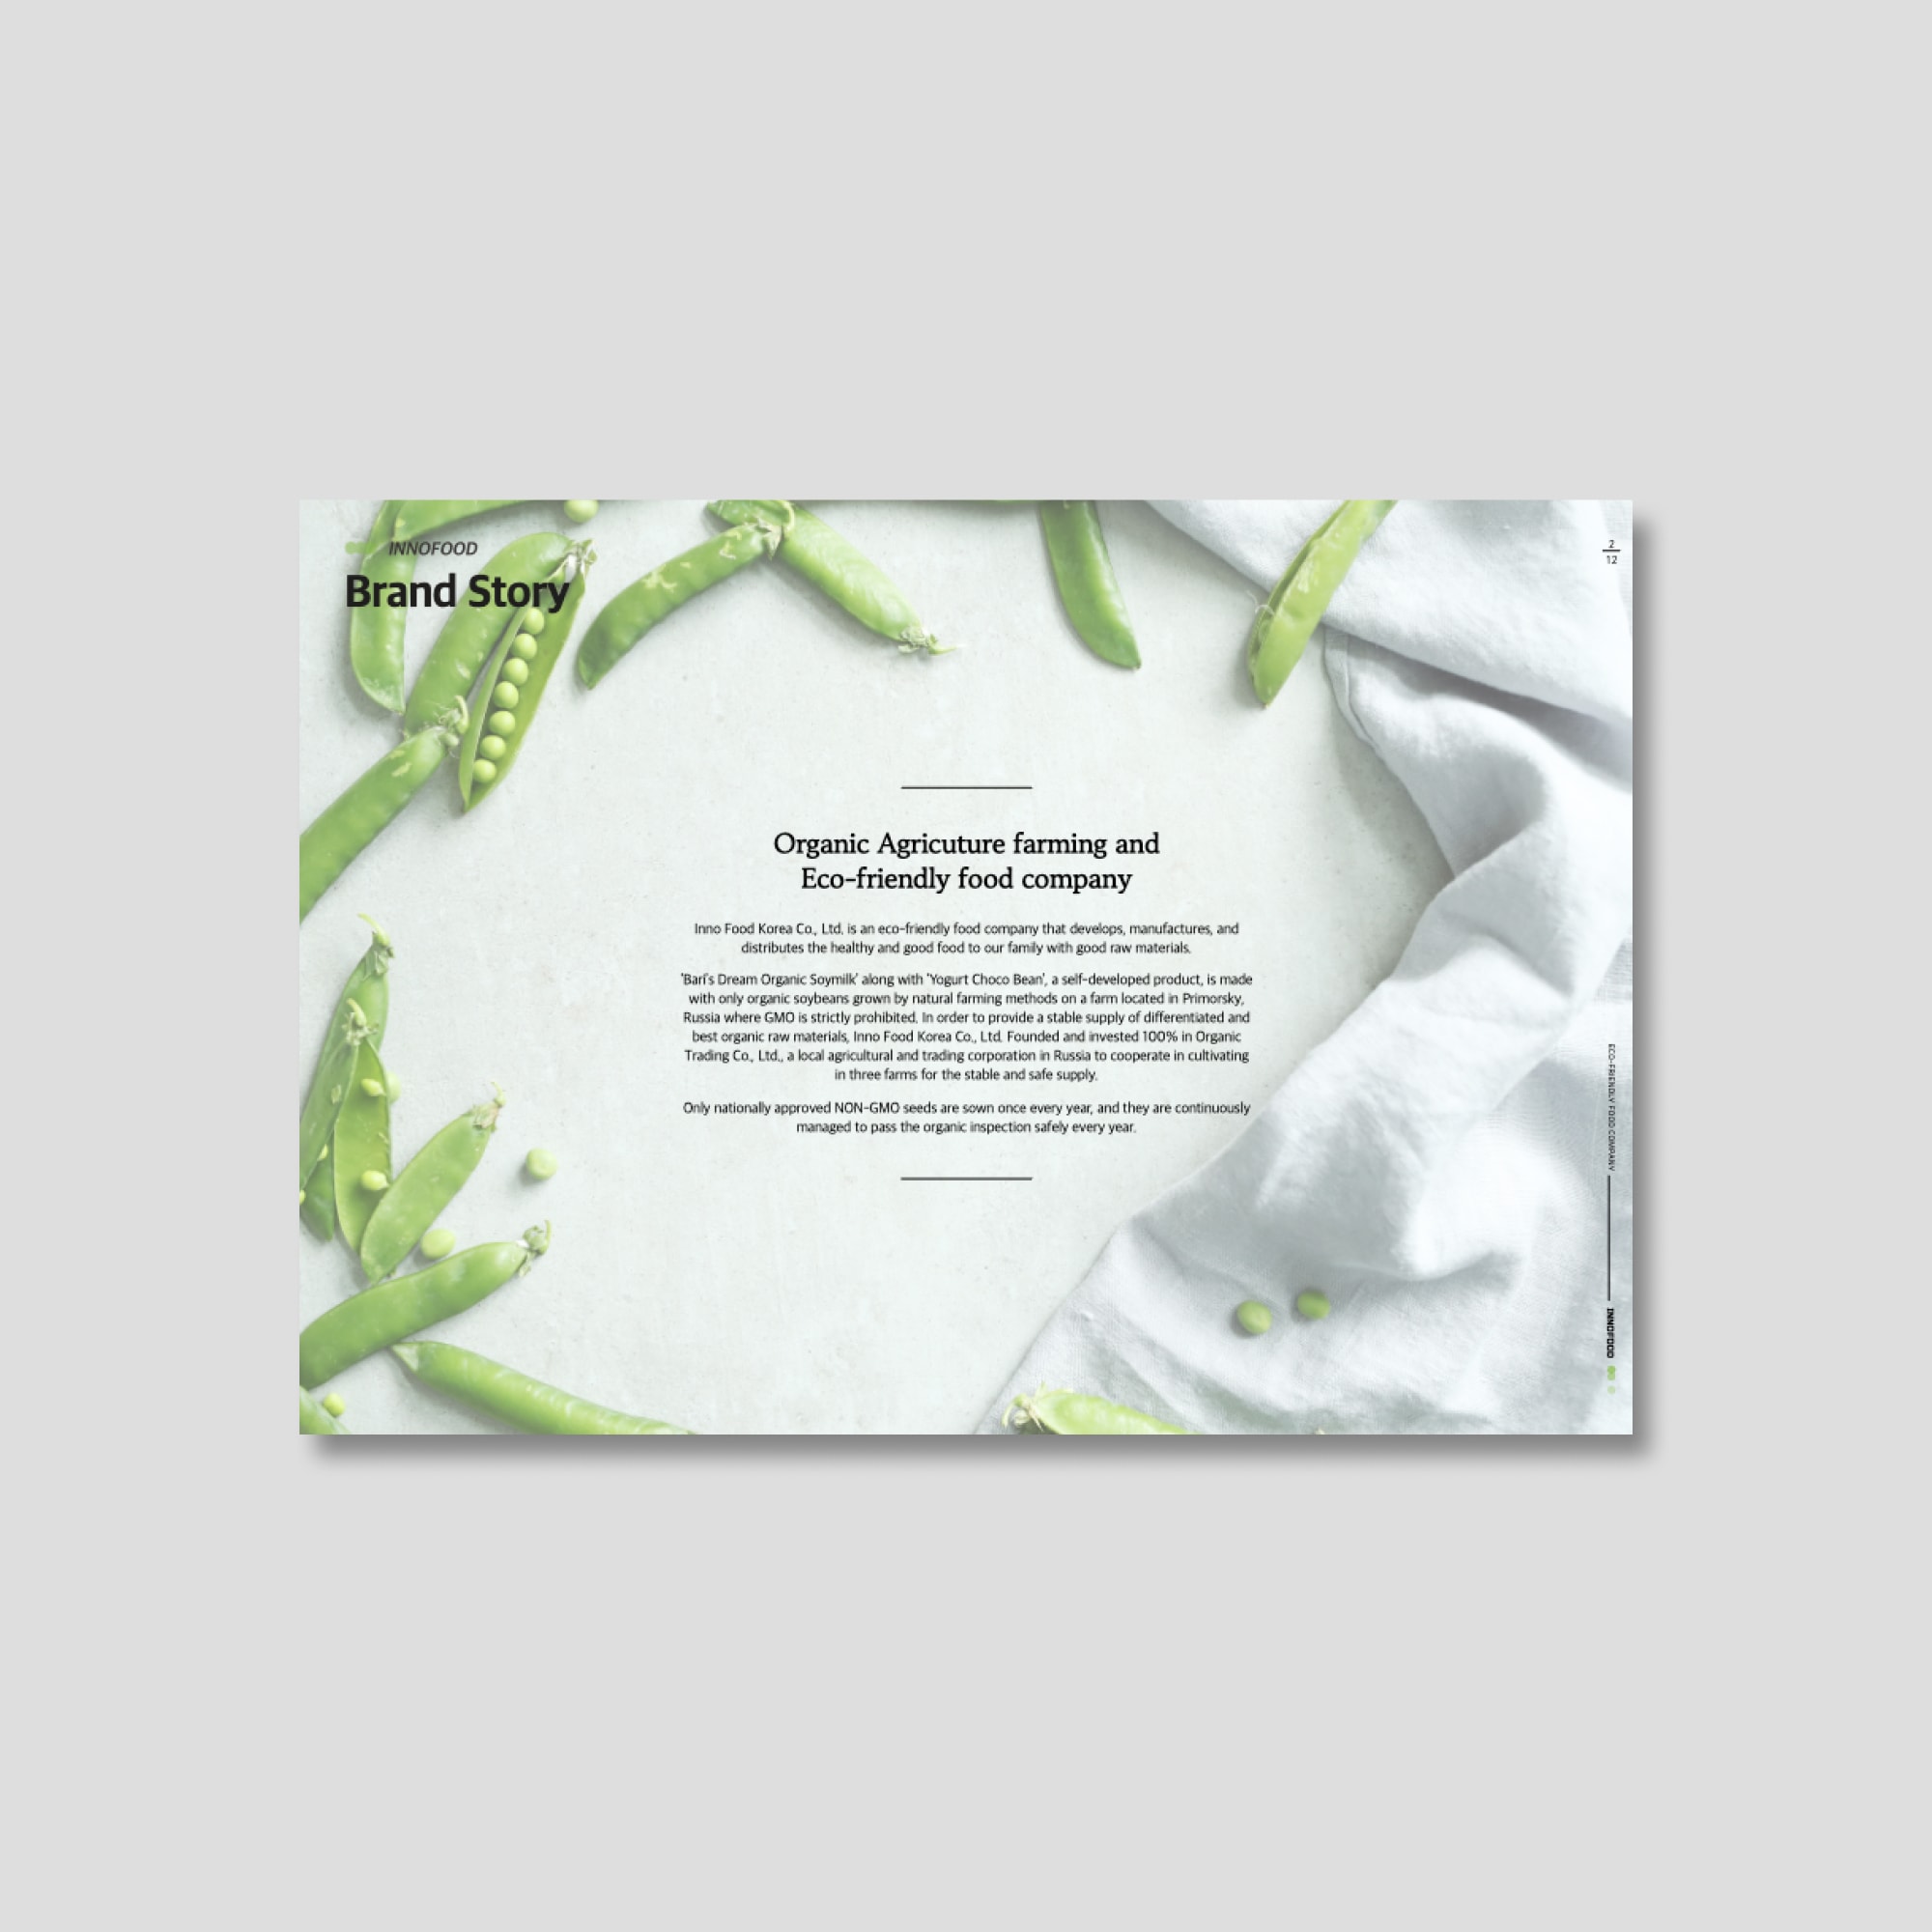 INNOFOOD
Brand Story
2
12
Organic Agricuture farming and
Eco-friendly food company
Inno Food Korea Co., Ltd. is an eco-friendly food company that develops, manufactures, and
distributes the healthy and good food to our family with good raw materials.
'Bari's Dream Organic Soymilk' along with 'Yogurt Choco Bean', a self-developed product, is made
with only organic soybeans grown by natural farming methods on a farm located in Primorsky,
Russia where GMO is strictly prohibited. In order to provide a stable supply of differentiated and
best organic raw materials, Inno Food Korea Co., Ltd. Founded and invested 100% in Organic
Trading Co., Ltd., a local agricultural and trading corporation in Russia to cooperate in cultivating
in three farms for the stable and safe supply.
Only nationally approved NON-GMO seeds are sown once every year, and they are continuously
managed to pass the organic inspection safely every year.
ECO-FRIENDLY FOOD COMPANY
INNOFOOD